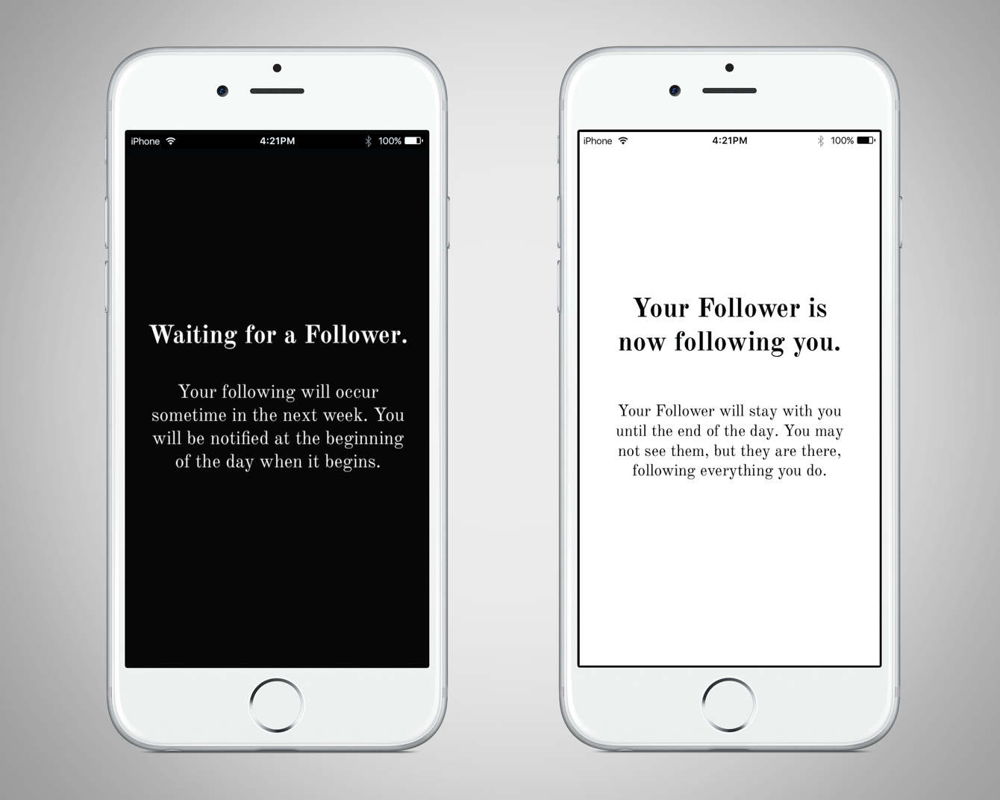 iPhone 4:21PM 100%
Waiting for a Follower.
Your following will occur
sometime in the next week. You
will be notified at the beginning
of the day when it begins.
iPhone 4:21PM 100%
Your Follower is
now following you.
Your Follower will stay with you
until the end of the day. You may
not see them, but they are there,
following everything you do.